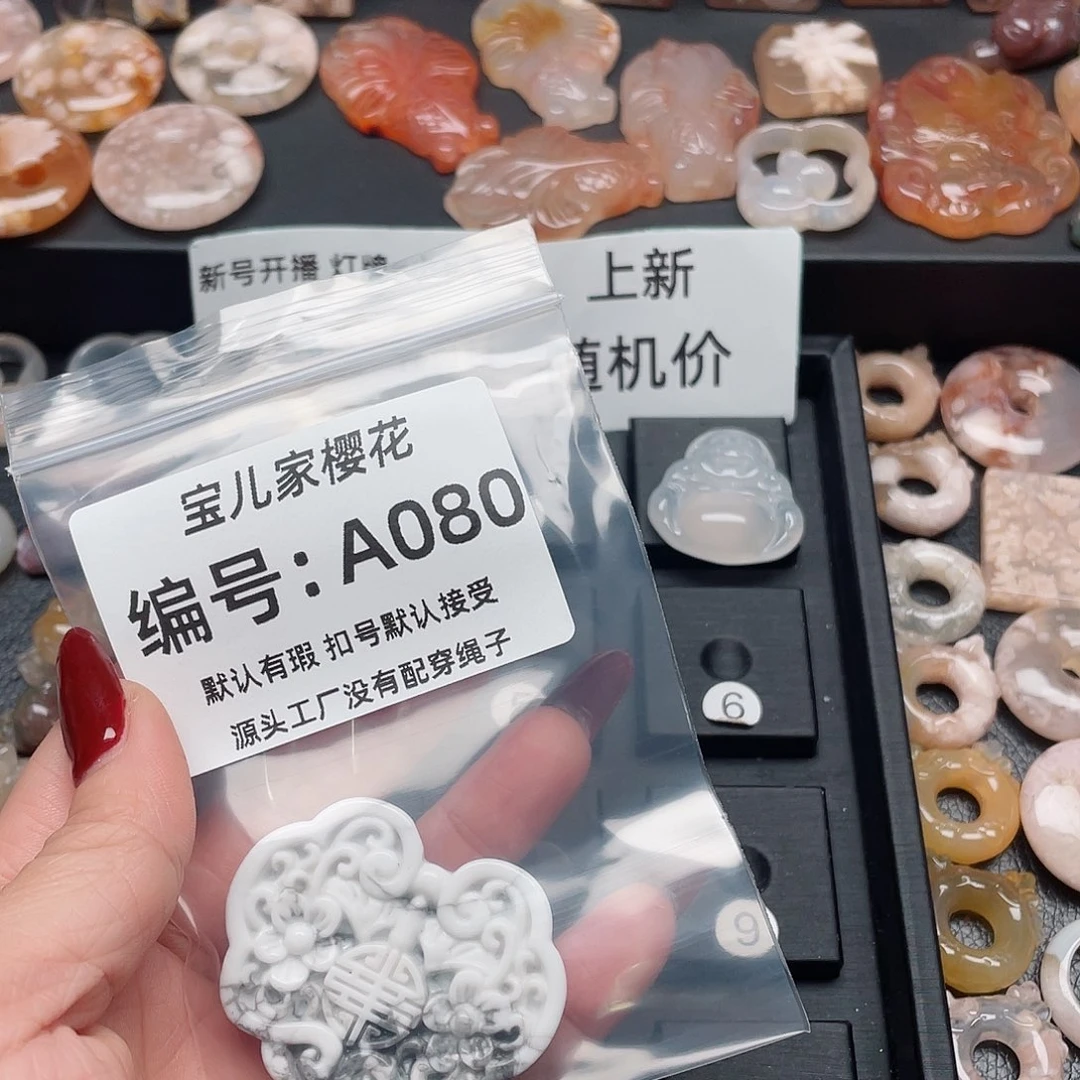 新号开播 灯牌
上新
随机价
宝儿家樱花
编号：A080
默认有瑕 扣号默认接受
源头工厂没有配穿绳子
6
9